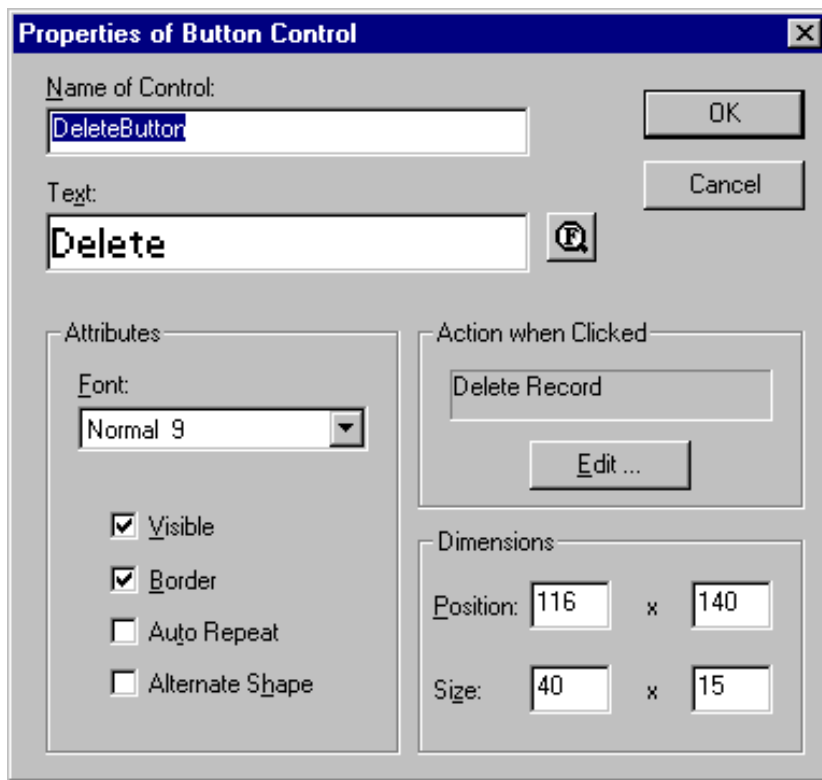 Properties of Button Control
Name of Control:
DeleteButton
OK
Cancel
Text:
Delete
F
Attributes
Font:
Normal 9
Visible
Border
Auto Repeat
Alternate Shape
Action when Clicked
Delete Record
Edit ...
Dimensions
Position: 116 x 140
Size: 40 x 15